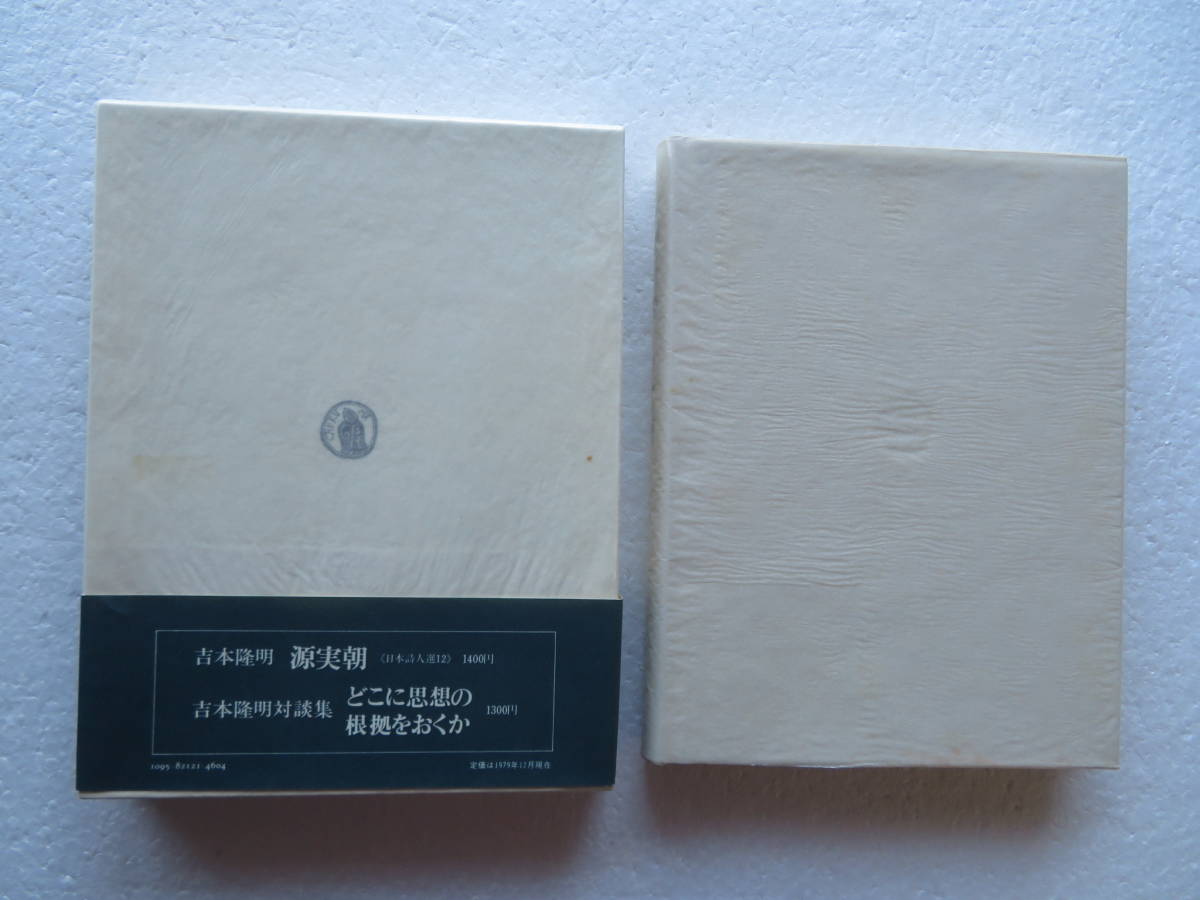 吉本隆明 源実朝 《日本詩人選12》 1400円
吉本隆明対談集 どこに思想の
根拠をおくか 1300円
1095 82121 4604
定価は1979年12月現在